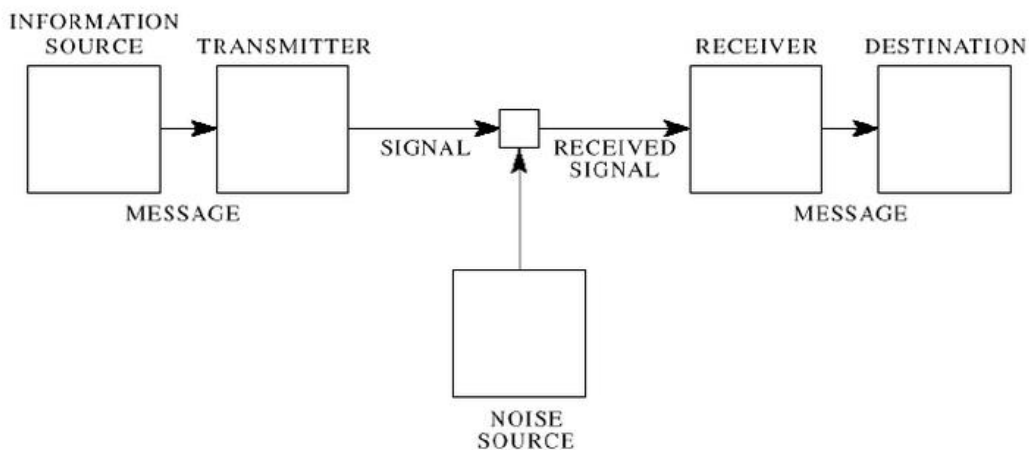 INFORMATION
SOURCE
TRANSMITTER
RECEIVER
DESTINATION
SIGNAL
RECEIVED
SIGNAL
MESSAGE
MESSAGE
NOISE
SOURCE